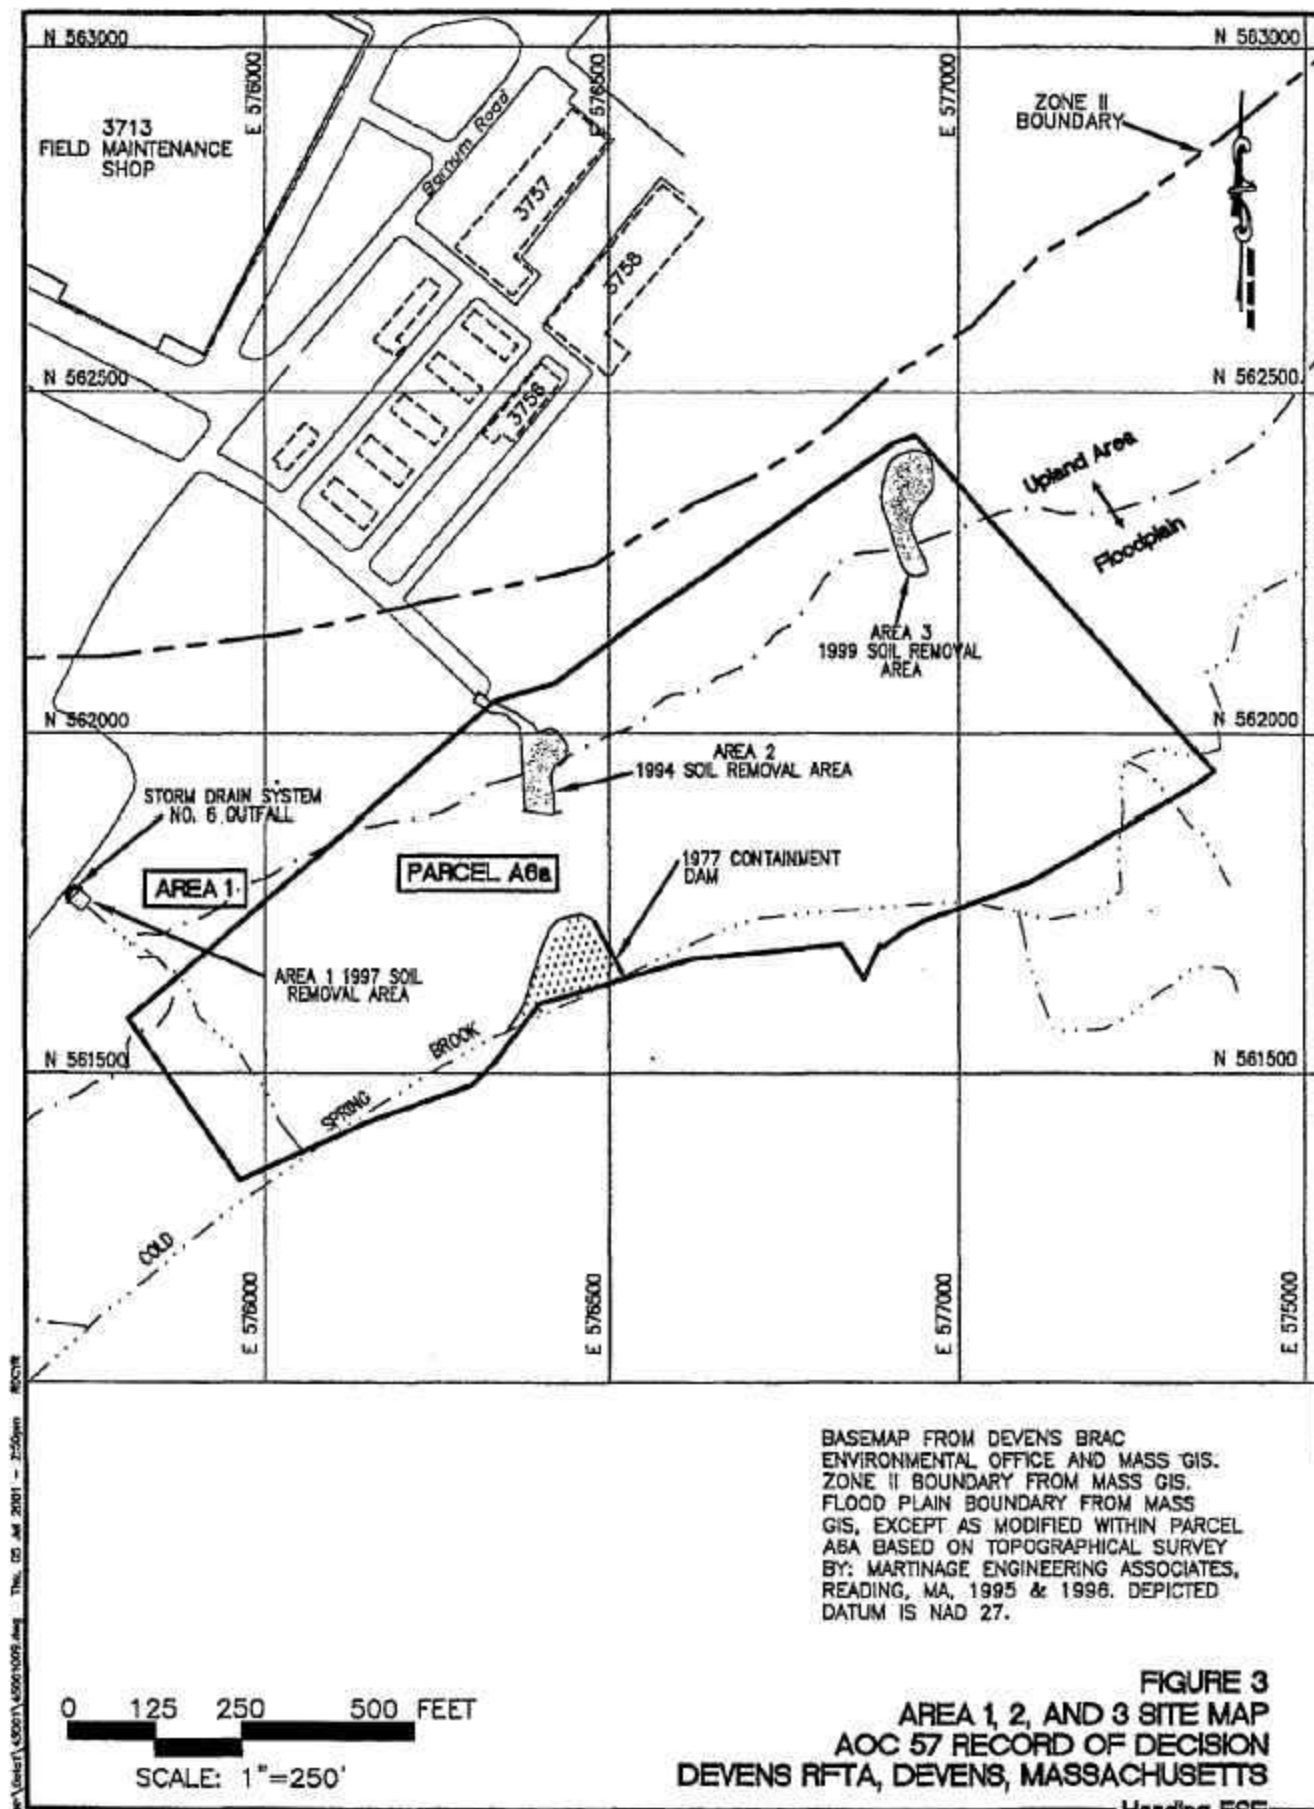 N 563000
N 563000
E 576000
E 576500
E 577000
3713
FIELD MAINTENANCE
SHOP
Barnum Road
ZONE II
BOUNDARY
3757
3758
3756
N 562500
N 562500
Upland Area
Floodplain
AREA 3
1999 SOIL REMOVAL
AREA
N 562000
N 562000
AREA 2
1994 SOIL REMOVAL AREA
STORM DRAIN SYSTEM
NO. 6 OUTFALL
AREA 1
PARCEL A6a
1977 CONTAINMENT
DAM
AREA 1 1997 SOIL
REMOVAL AREA
N 561500
N 561500
COLD SPRING BROOK
E 576000
E 576500
E 577000
E 575000
BASEMAP FROM DEVENS BRAC
ENVIRONMENTAL OFFICE AND MASS GIS.
ZONE II BOUNDARY FROM MASS GIS.
FLOOD PLAIN BOUNDARY FROM MASS
GIS, EXCEPT AS MODIFIED WITHIN PARCEL
A6A BASED ON TOPOGRAPHICAL SURVEY
BY: MARTINAGE ENGINEERING ASSOCIATES,
READING, MA, 1995 & 1996. DEPICTED
DATUM IS NAD 27.
0 125 250 500 FEET
SCALE: 1"=250'
FIGURE 3
AREA 1, 2, AND 3 SITE MAP
AOC 57 RECORD OF DECISION
DEVENS RFTA, DEVENS, MASSACHUSETTS
Thu, 05 Jul 2001 - 2:50pm